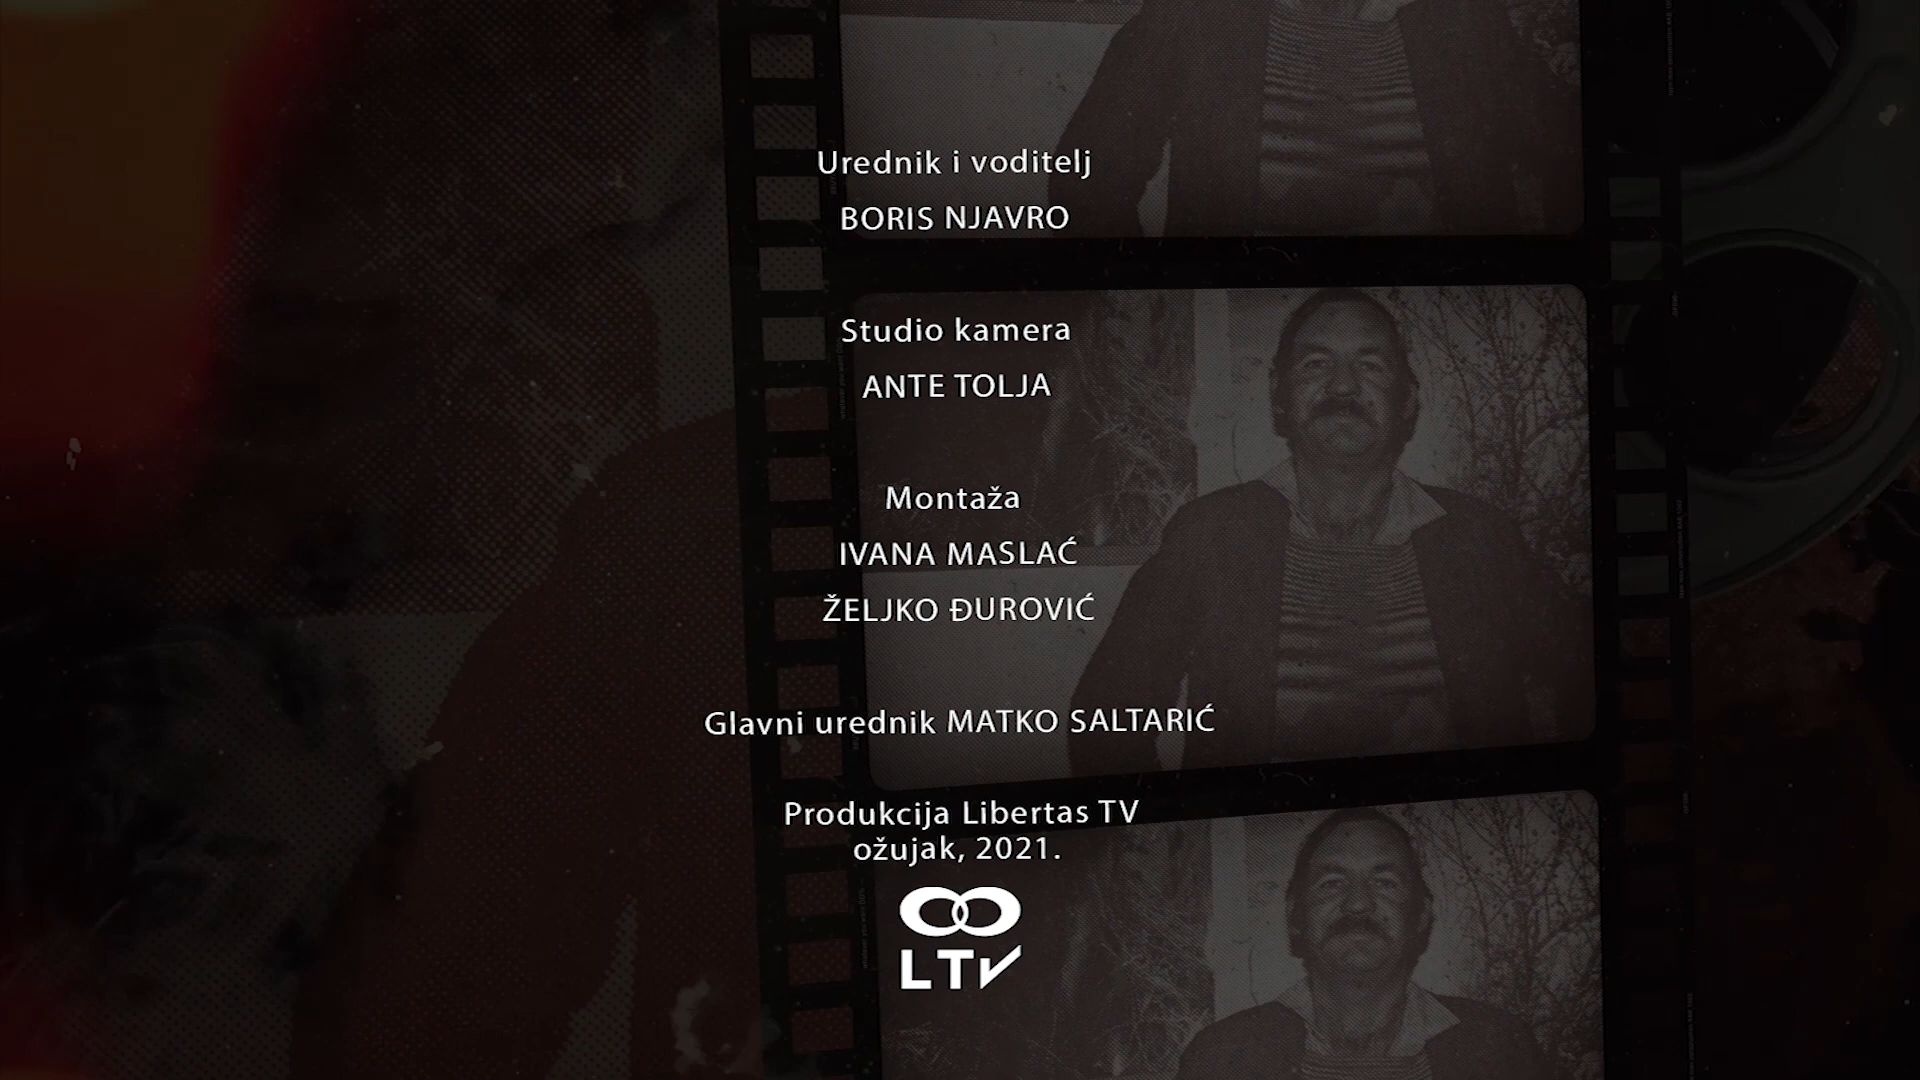 Urednik i voditelj
BORIS NJAVRO
Studio kamera
ANTE TOLJA
Montaža
IVANA MASLAĆ
ŽELJKO ĐUROVIĆ
Glavni urednik MATKO SALTARIĆ
Produkcija Libertas TV
ožujak, 2021.
LTV